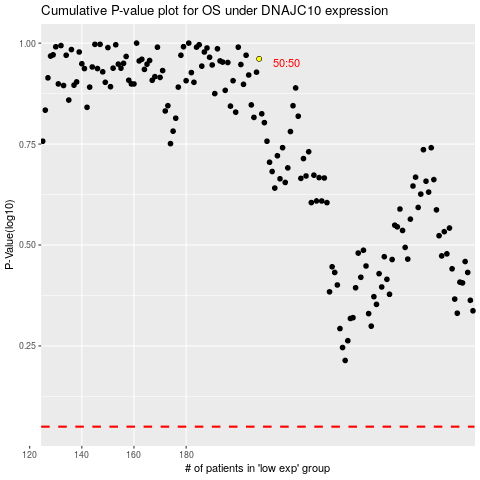 Cumulative P-value plot for OS under DNAJC10 expression
1.00
50:50
0.75
P-Value(log10)
0.50
0.25
120 140 160 180
# of patients in 'low exp' group